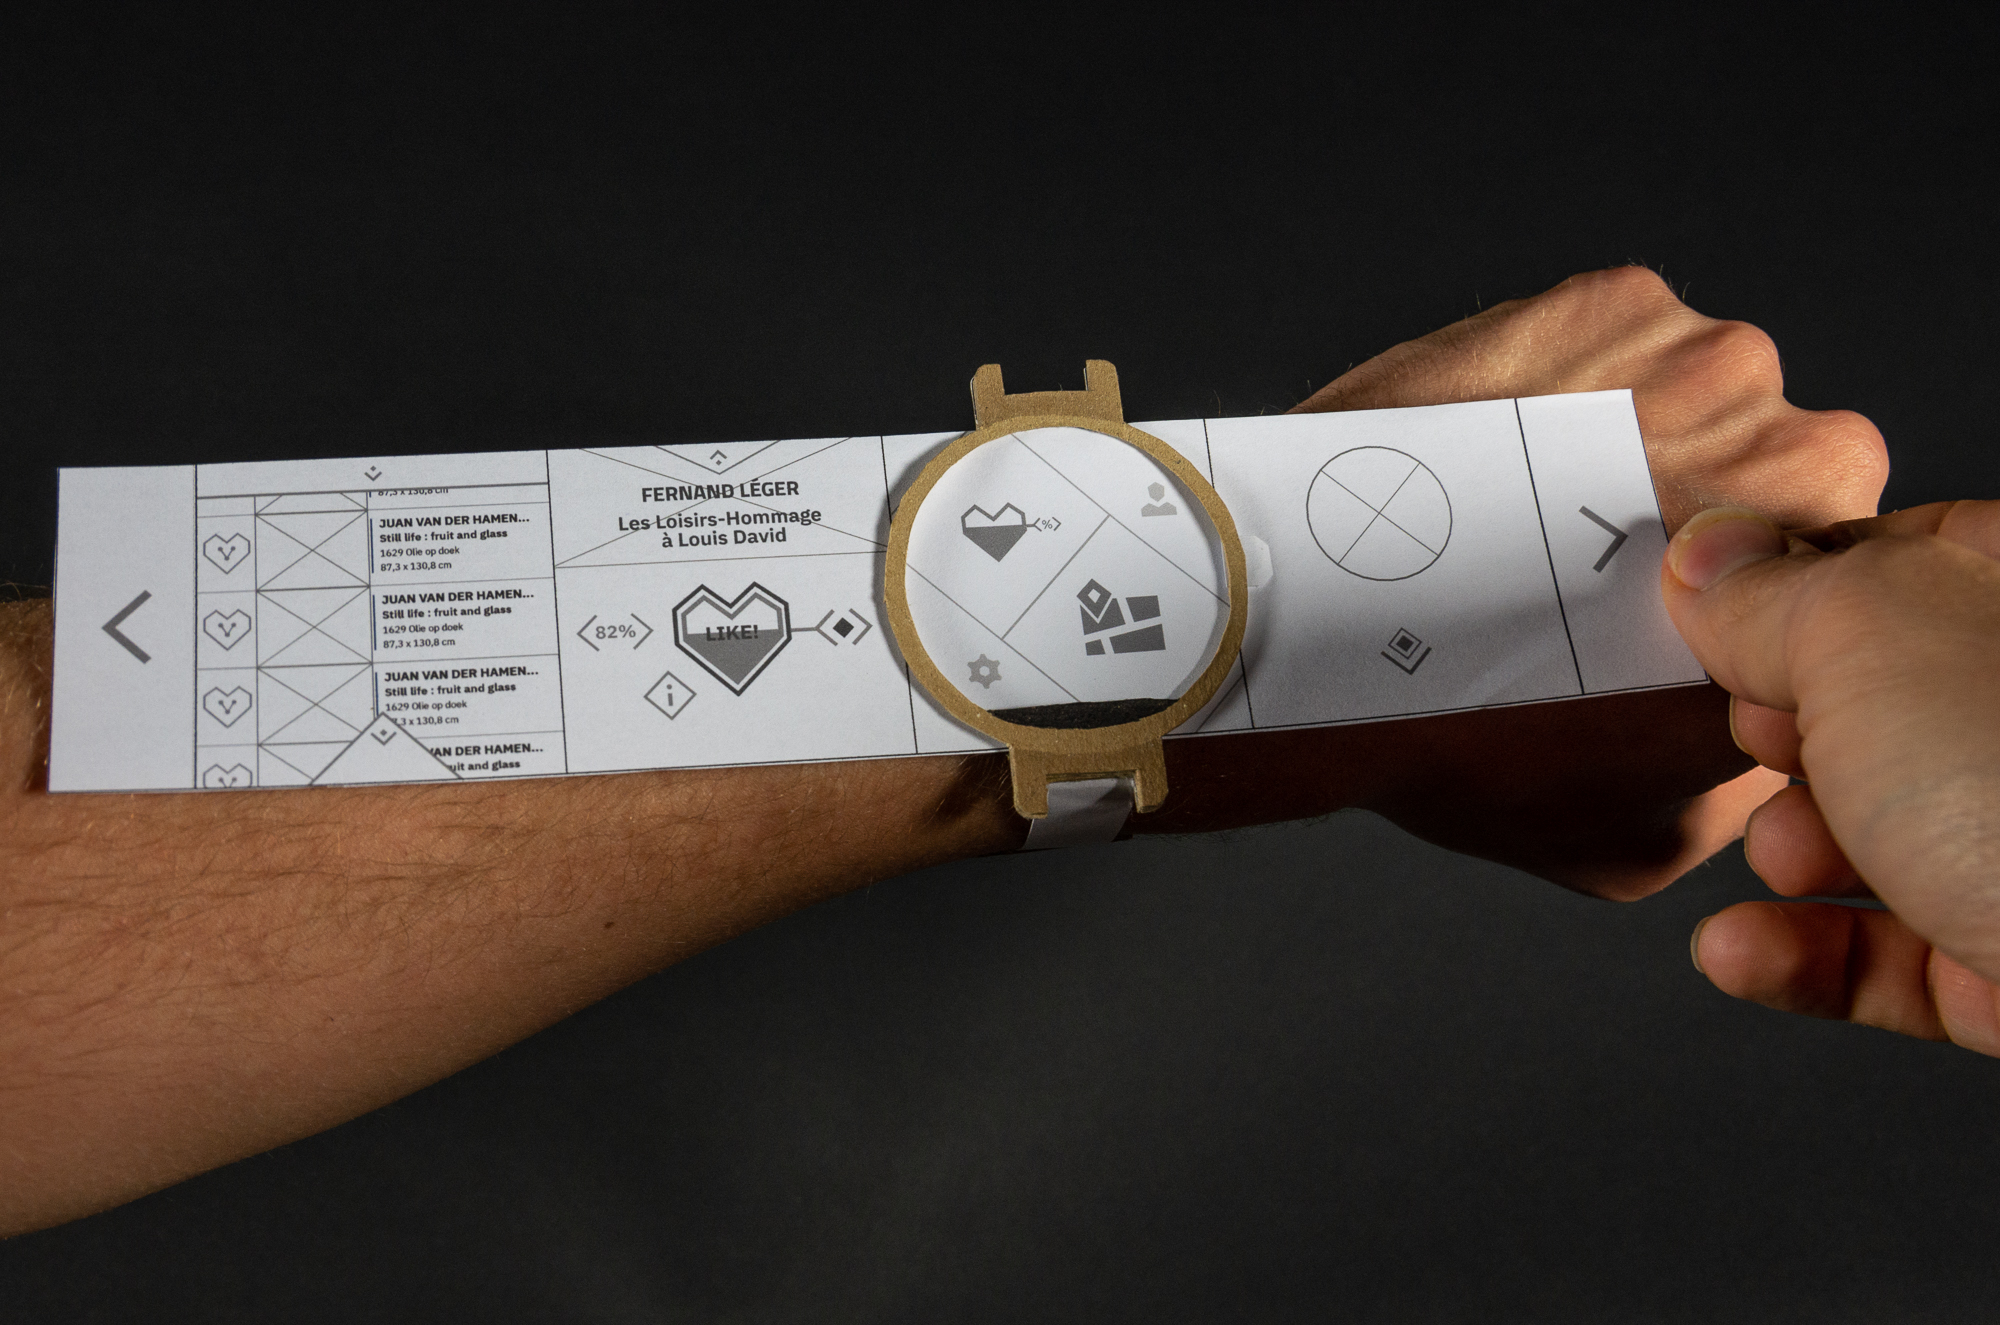 87,3 x 130,8 cm
JUAN VAN DER HAMEN...
Still life : fruit and glass
1629 Olie op doek
87,3 x 130,8 cm
JUAN VAN DER HAMEN...
Still life : fruit and glass
1629 Olie op doek
87,3 x 130,8 cm
JUAN VAN DER HAMEN...
Still life : fruit and glass
1629 Olie op doek
7,3 x 130,8 cm
VAN DER HAMEN...
uit and glass
FERNAND LÉGER
Les Loisirs-Hommage
à Louis David
82%
LIKE!
i
%